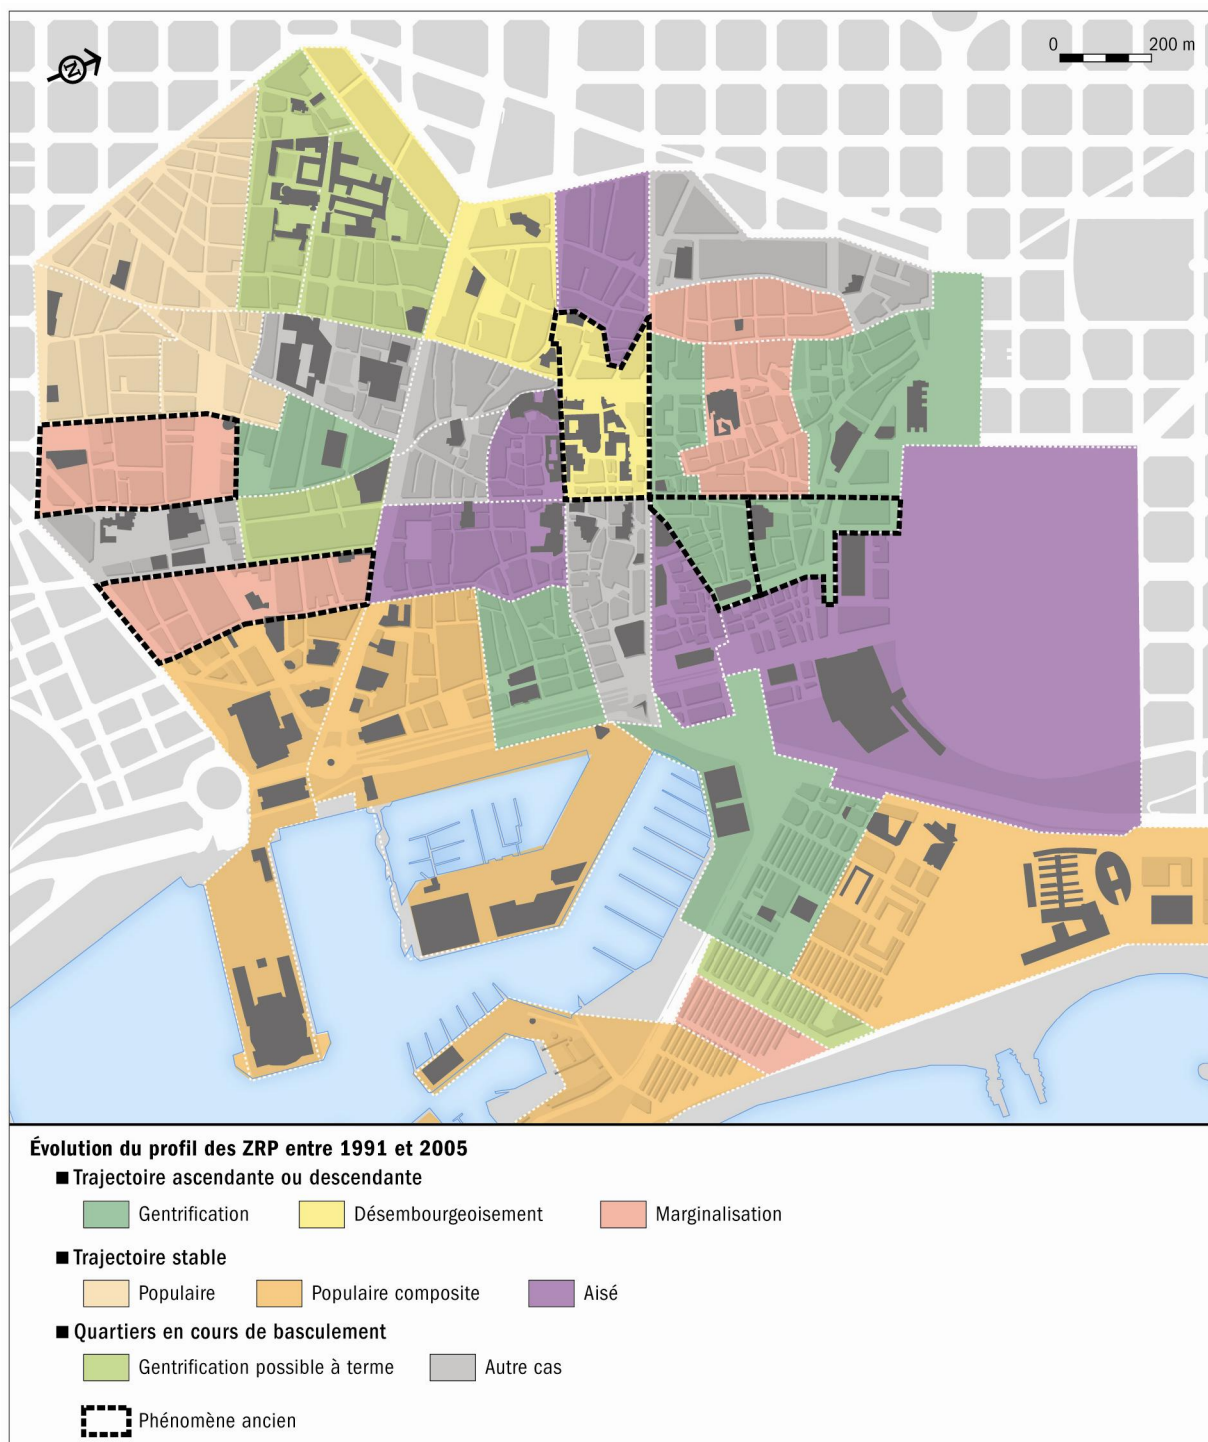 N
0 200 m
Évolution du profil des ZRP entre 1991 et 2005
Trajectoire ascendante ou descendante
Gentrification Désembourgeoisement Marginalisation
Trajectoire stable
Populaire Populaire composite Aisé
Quartiers en cours de basculement
Gentrification possible à terme Autre cas
Phénomène ancien